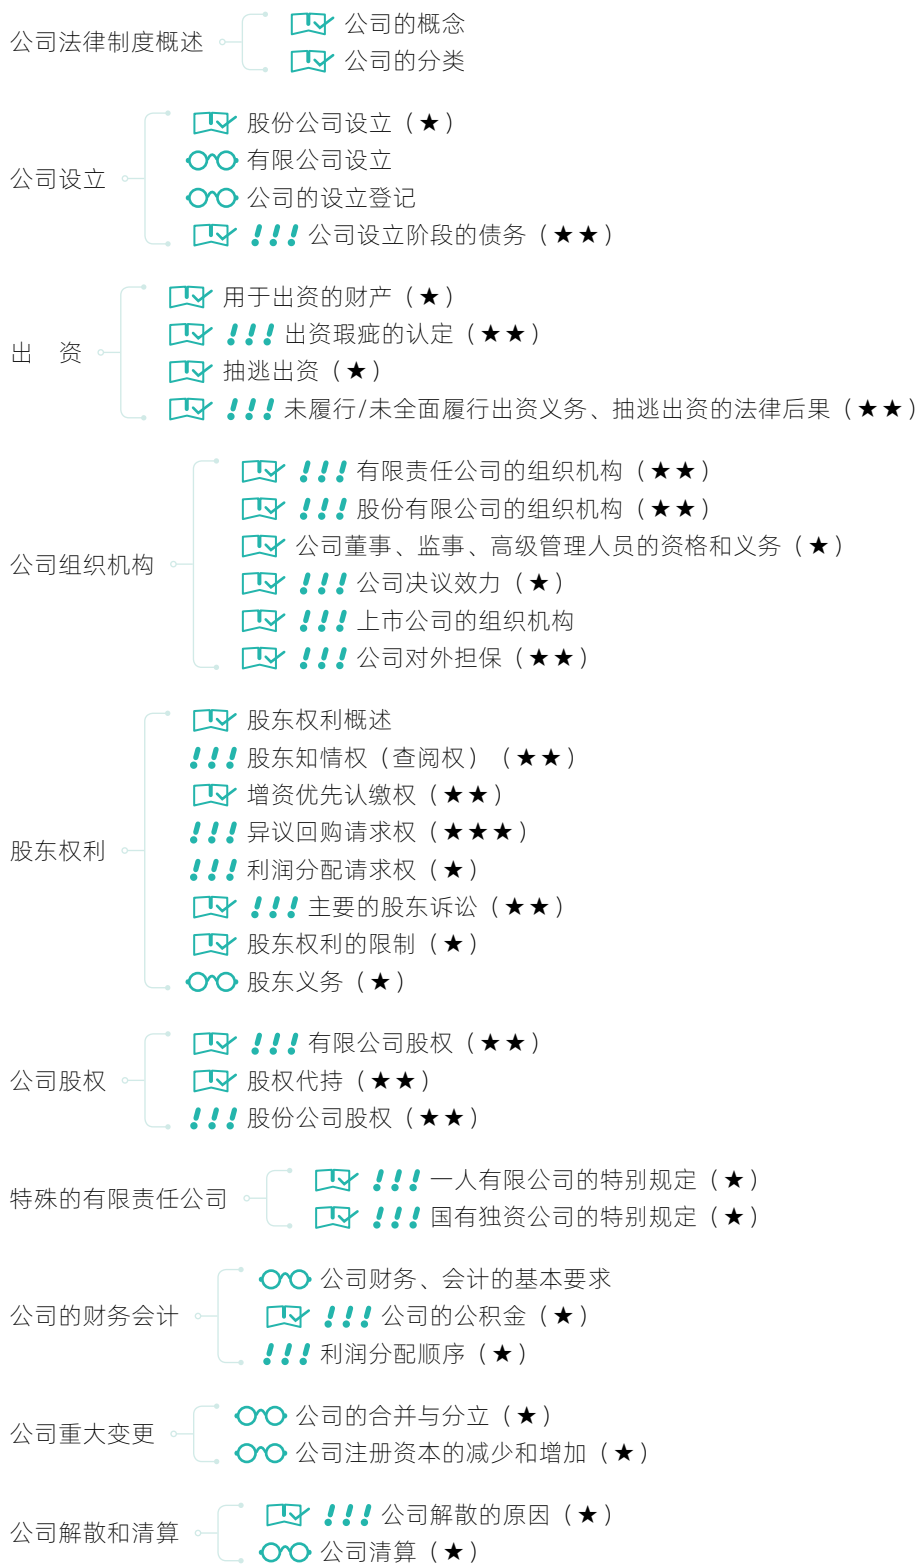 公司法律制度概述
公司的概念
公司的分类
公司设立
股份公司设立（★）
有限公司设立
公司的设立登记
!!! 公司设立阶段的债务（★★）
出 资
用于出资的财产（★）
!!! 出资瑕疵的认定（★★）
抽逃出资（★）
!!! 未履行/未全面履行出资义务、抽逃出资的法律后果（★★）
公司组织机构
!!! 有限责任公司的组织机构（★★）
!!! 股份有限公司的组织机构（★★）
公司董事、监事、高级管理人员的资格和义务（★）
!!! 公司决议效力（★）
!!! 上市公司的组织机构
!!! 公司对外担保（★★）
股东权利
股东权利概述
!!! 股东知情权（查阅权）（★★）
增资优先认缴权（★★）
!!! 异议回购请求权（★★★）
!!! 利润分配请求权（★）
!!! 主要的股东诉讼（★★）
股东权利的限制（★）
股东义务（★）
公司股权
!!! 有限公司股权（★★）
股权代持（★★）
!!! 股份公司股权（★★）
特殊的有限责任公司
!!! 一人有限公司的特别规定（★）
!!! 国有独资公司的特别规定（★）
公司的财务会计
公司财务、会计的基本要求
!!! 公司的公积金（★）
!!! 利润分配顺序（★）
公司重大变更
公司的合并与分立（★）
公司注册资本的减少和增加（★）
公司解散和清算
!!! 公司解散的原因（★）
公司清算（★）